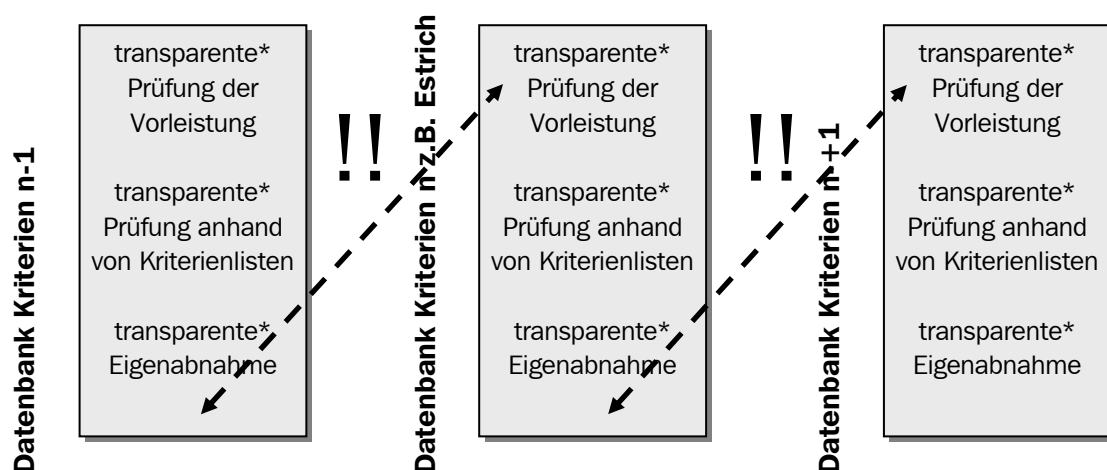 Datenbank Kriterien n-1
transparente*
Prüfung der
Vorleistung
transparente*
Prüfung anhand
von Kriterienlisten
transparente*
Eigenabnahme
!!
Datenbank Kriterien n z.B. Estrich
transparente*
Prüfung der
Vorleistung
transparente*
Prüfung anhand
von Kriterienlisten
transparente*
Eigenabnahme
!!
Datenbank Kriterien n+1
transparente*
Prüfung der
Vorleistung
transparente*
Prüfung anhand
von Kriterienlisten
transparente*
Eigenabnahme